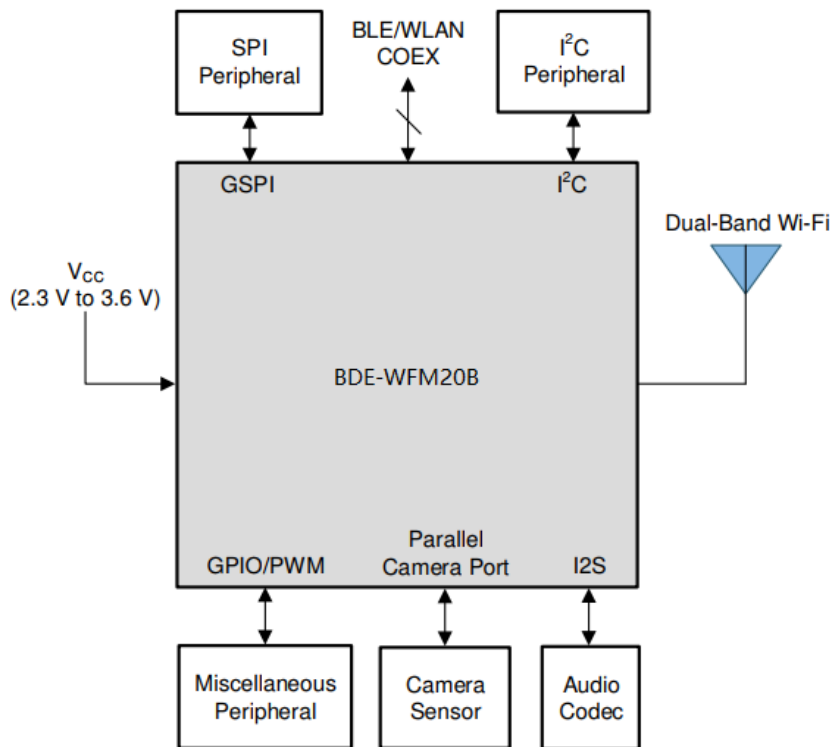 SPI
Peripheral
BLE/WLAN
COEX
I²C
Peripheral
GSPI
I²C
Dual-Band Wi-Fi
V_CC
(2.3 V to 3.6 V)
BDE-WFM20B
GPIO/PWM
Parallel
Camera Port
I2S
Miscellaneous
Peripheral
Camera
Sensor
Audio
Codec